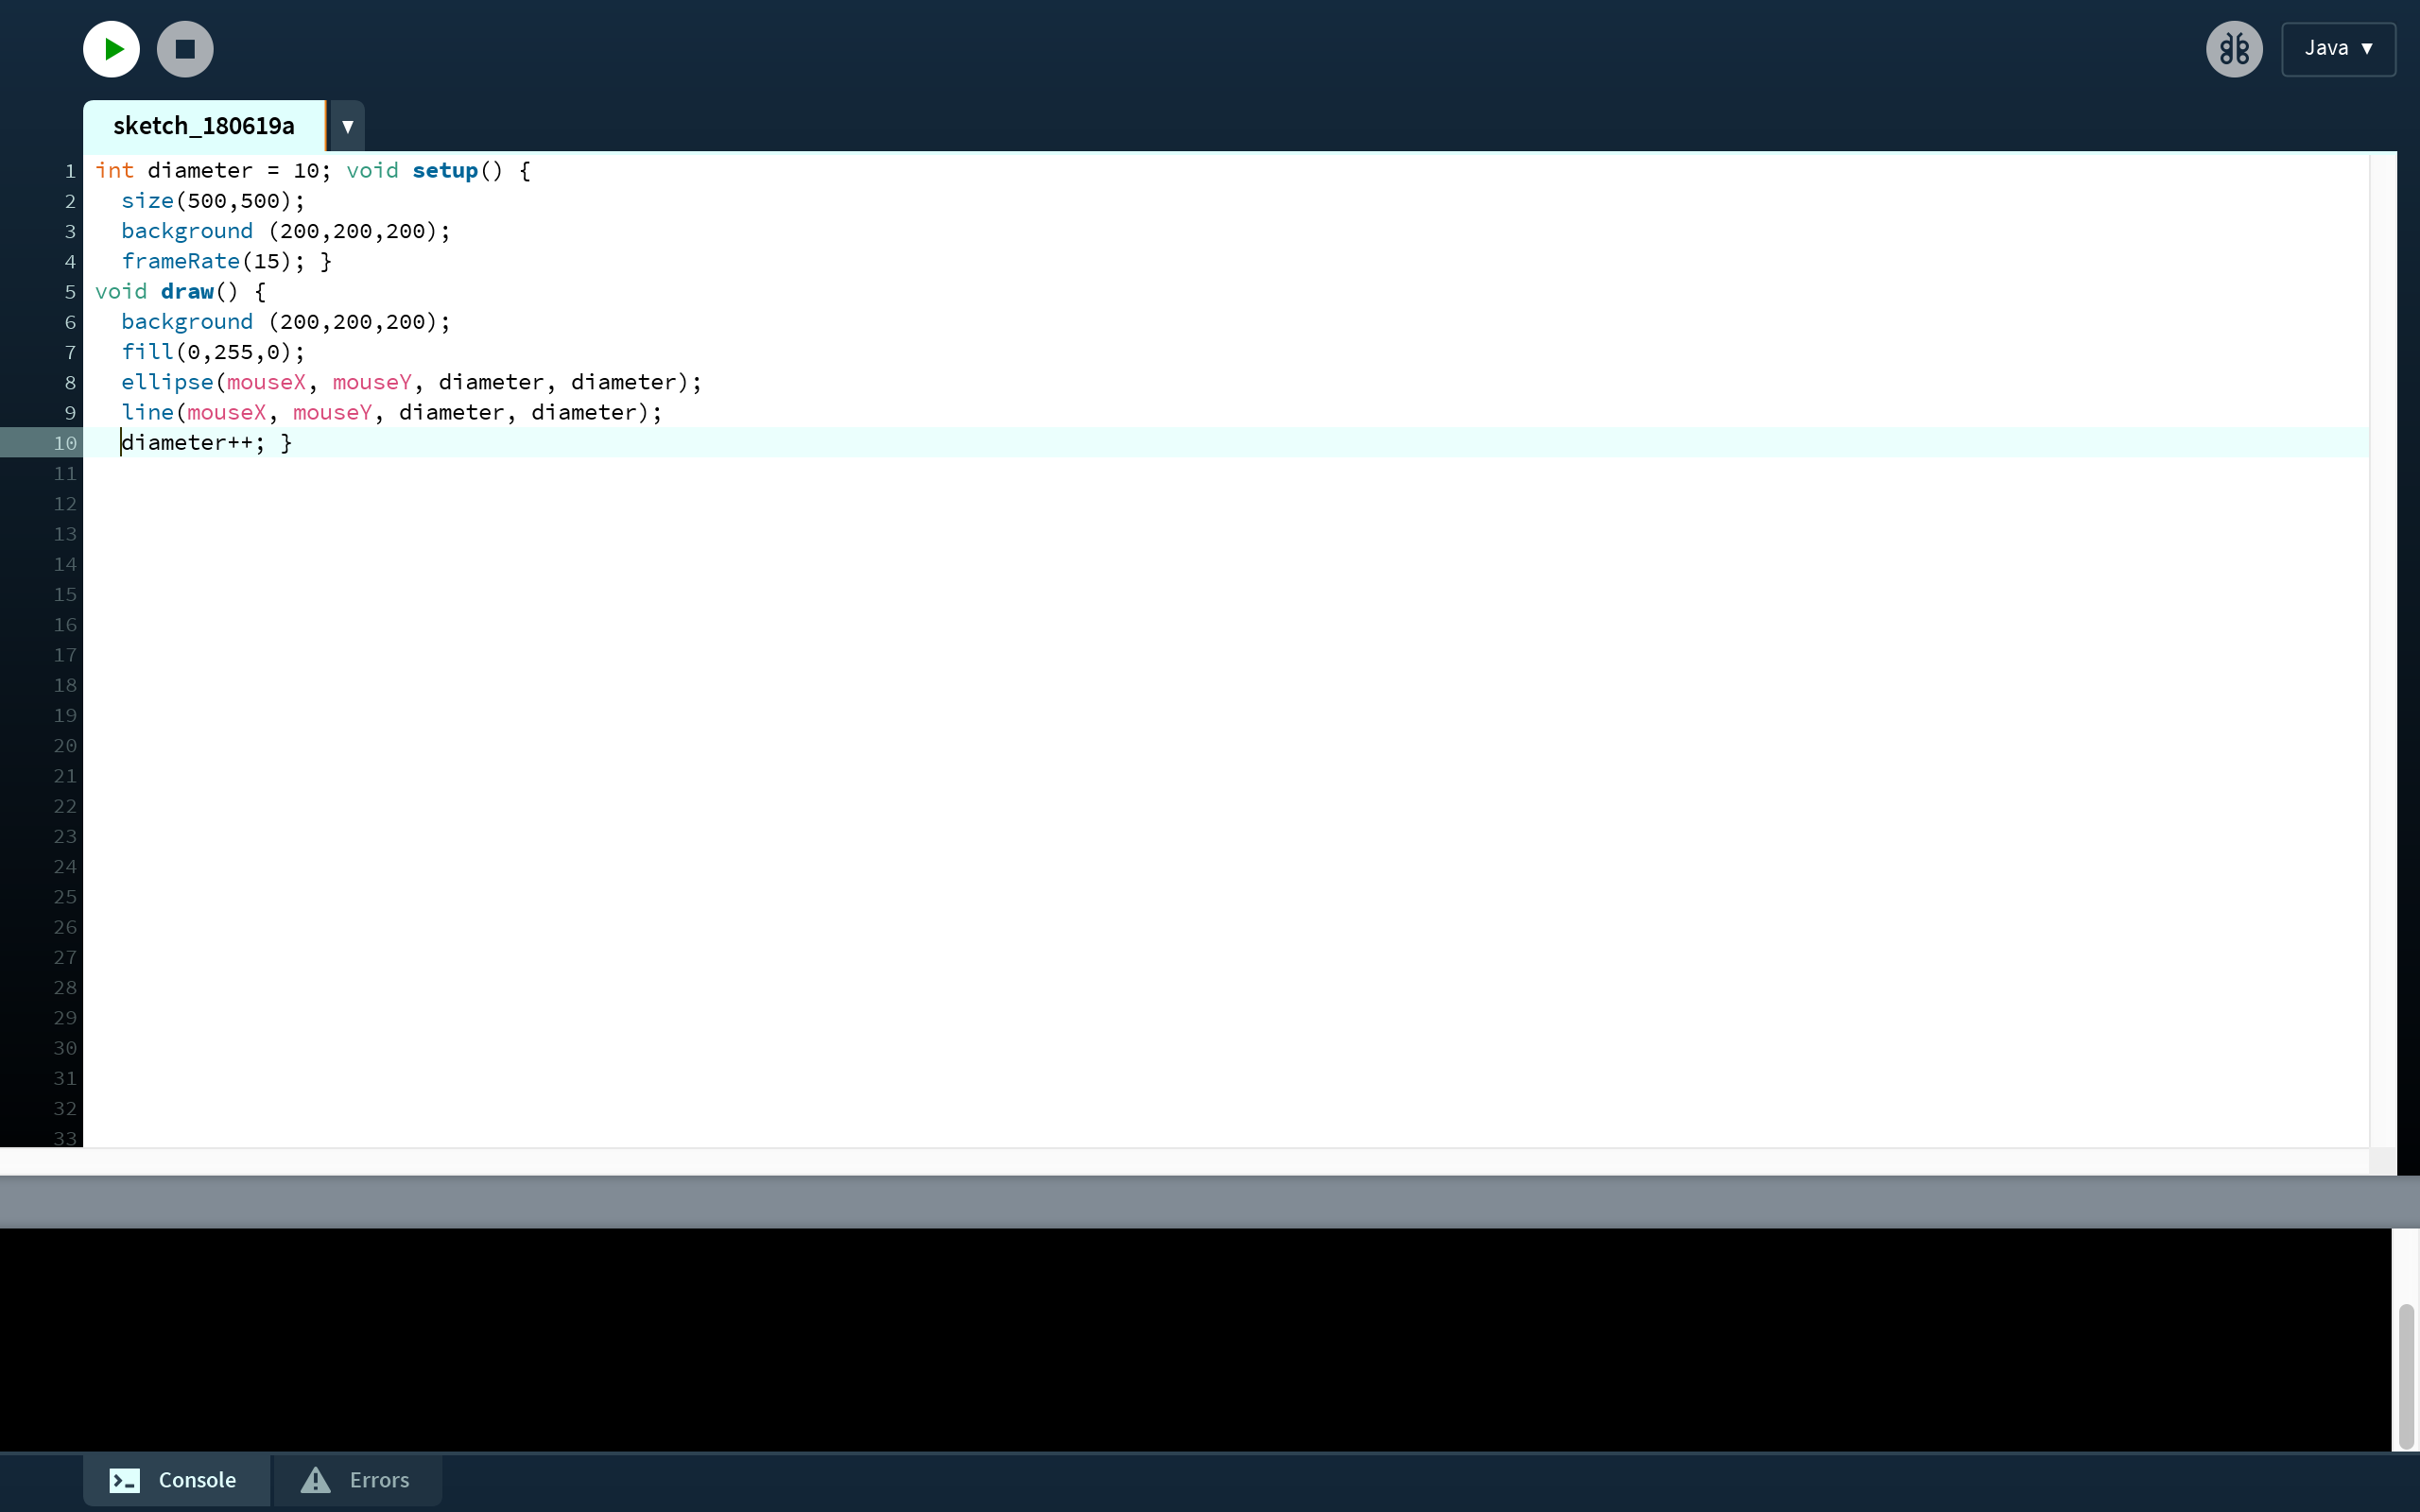 Java ▼
sketch_180619a ▼
1 int diameter = 10; void setup() {
2   size(500,500);
3   background (200,200,200);
4   frameRate(15); }
5 void draw() {
6   background (200,200,200);
7   fill(0,255,0);
8   ellipse(mouseX, mouseY, diameter, diameter);
9   line(mouseX, mouseY, diameter, diameter);
10   diameter++; }
11
12
13
14
15
16
17
18
19
20
21
22
23
24
25
26
27
28
29
30
31
32
33
Console Errors